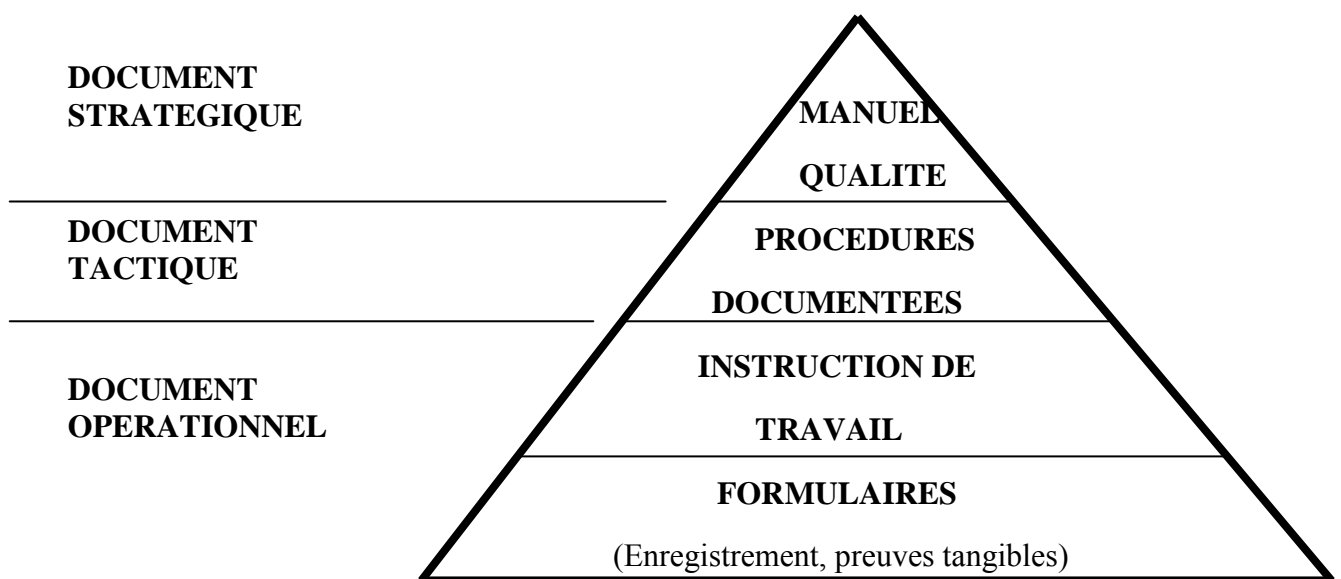 DOCUMENT
STRATEGIQUE
MANUEL
QUALITE
DOCUMENT
TACTIQUE
PROCEDURES
DOCUMENTEES
DOCUMENT
OPERATIONNEL
INSTRUCTION DE
TRAVAIL
FORMULAIRES
(Enregistrement, preuves tangibles)